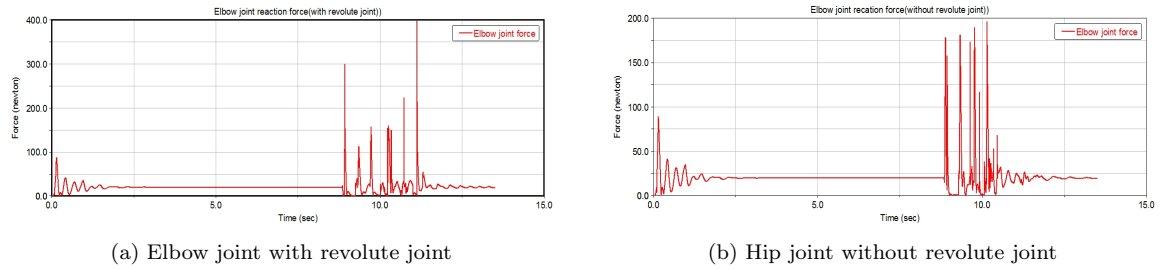 Elbow joint reaction force(with revolute joint))
400.0
300.0
200.0
100.0
0.0
Force (newton)
0.0
5.0
10.0
15.0
Time (sec)
Elbow joint force
(a) Elbow joint with revolute joint
Elbow joint recation force(without revolute joint))
200.0
150.0
100.0
50.0
0.0
Force (newton)
0.0
5.0
10.0
15.0
Time (sec)
Elbow joint force
(b) Hip joint without revolute joint